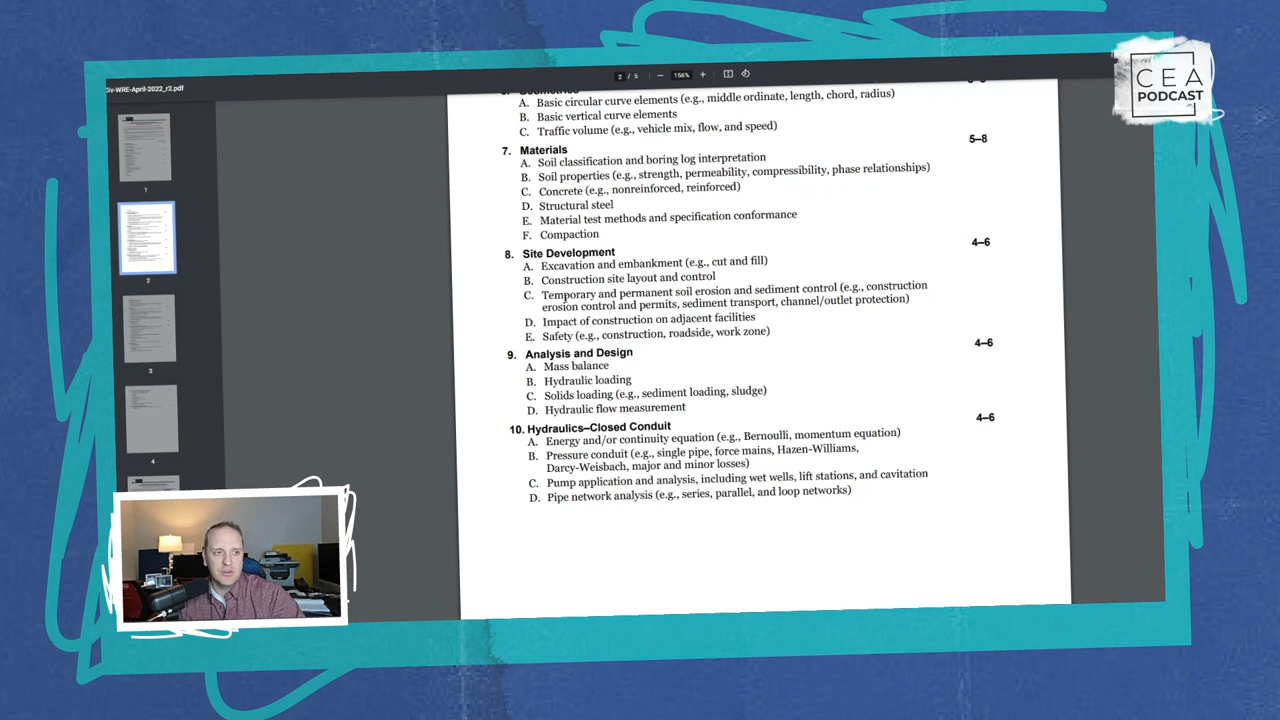 Civ-WRE-April-2022_r2.pdf
2 / 5
156%
CEA
PODCAST
1
2
3
4
A. Basic circular curve elements (e.g., middle ordinate, length, chord, radius)
B. Basic vertical curve elements
C. Traffic volume (e.g., vehicle mix, flow, and speed)
7. Materials 5–8
A. Soil classification and boring log interpretation
B. Soil properties (e.g., strength, permeability, compressibility, phase relationships)
C. Concrete (e.g., nonreinforced, reinforced)
D. Structural steel
E. Material test methods and specification conformance
F. Compaction
8. Site Development 4–6
A. Excavation and embankment (e.g., cut and fill)
B. Construction site layout and control
C. Temporary and permanent soil erosion and sediment control (e.g., construction
erosion control and permits, sediment transport, channel/outlet protection)
D. Impact of construction on adjacent facilities
E. Safety (e.g., construction, roadside, work zone)
9. Analysis and Design 4–6
A. Mass balance
B. Hydraulic loading
C. Solids loading (e.g., sediment loading, sludge)
D. Hydraulic flow measurement
10. Hydraulics–Closed Conduit 4–6
A. Energy and/or continuity equation (e.g., Bernoulli, momentum equation)
B. Pressure conduit (e.g., single pipe, force mains, Hazen-Williams,
Darcy-Weisbach, major and minor losses)
C. Pump application and analysis, including wet wells, lift stations, and cavitation
D. Pipe network analysis (e.g., series, parallel, and loop networks)